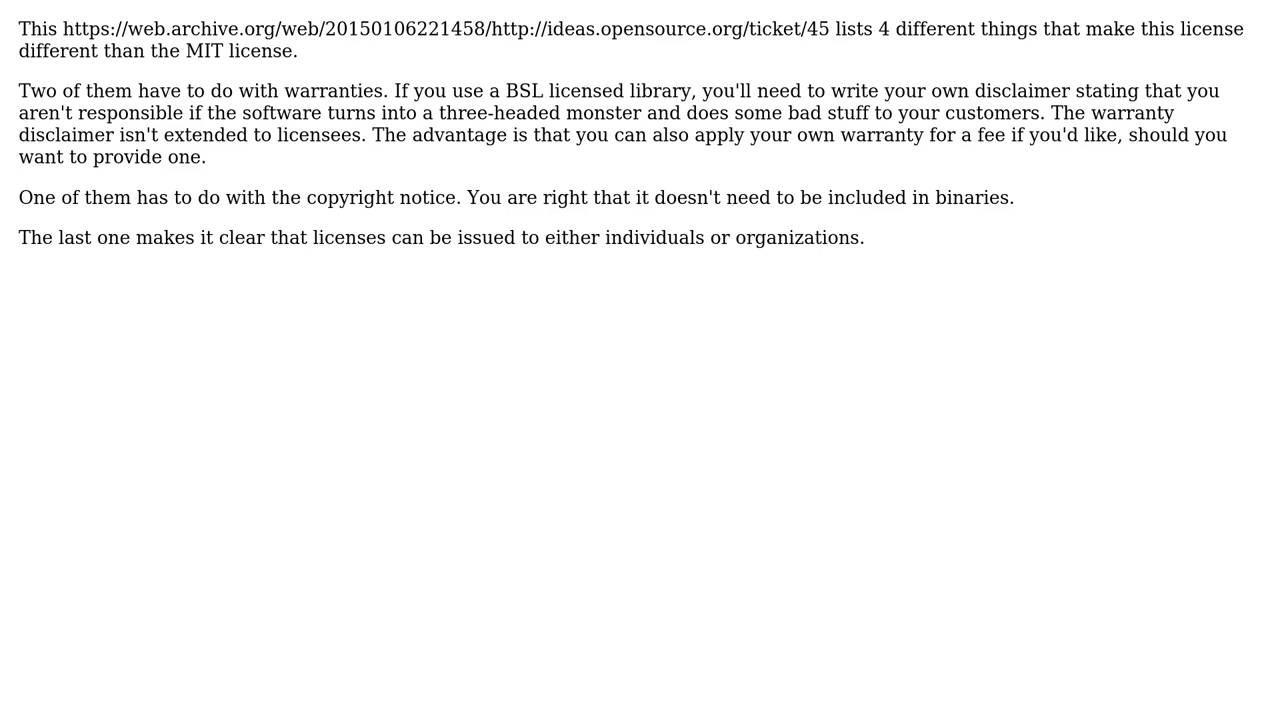 This https://web.archive.org/web/20150106221458/http://ideas.opensource.org/ticket/45 lists 4 different things that make this license
different than the MIT license.
Two of them have to do with warranties. If you use a BSL licensed library, you'll need to write your own disclaimer stating that you
aren't responsible if the software turns into a three-headed monster and does some bad stuff to your customers. The warranty
disclaimer isn't extended to licensees. The advantage is that you can also apply your own warranty for a fee if you'd like, should you
want to provide one.
One of them has to do with the copyright notice. You are right that it doesn't need to be included in binaries.
The last one makes it clear that licenses can be issued to either individuals or organizations.